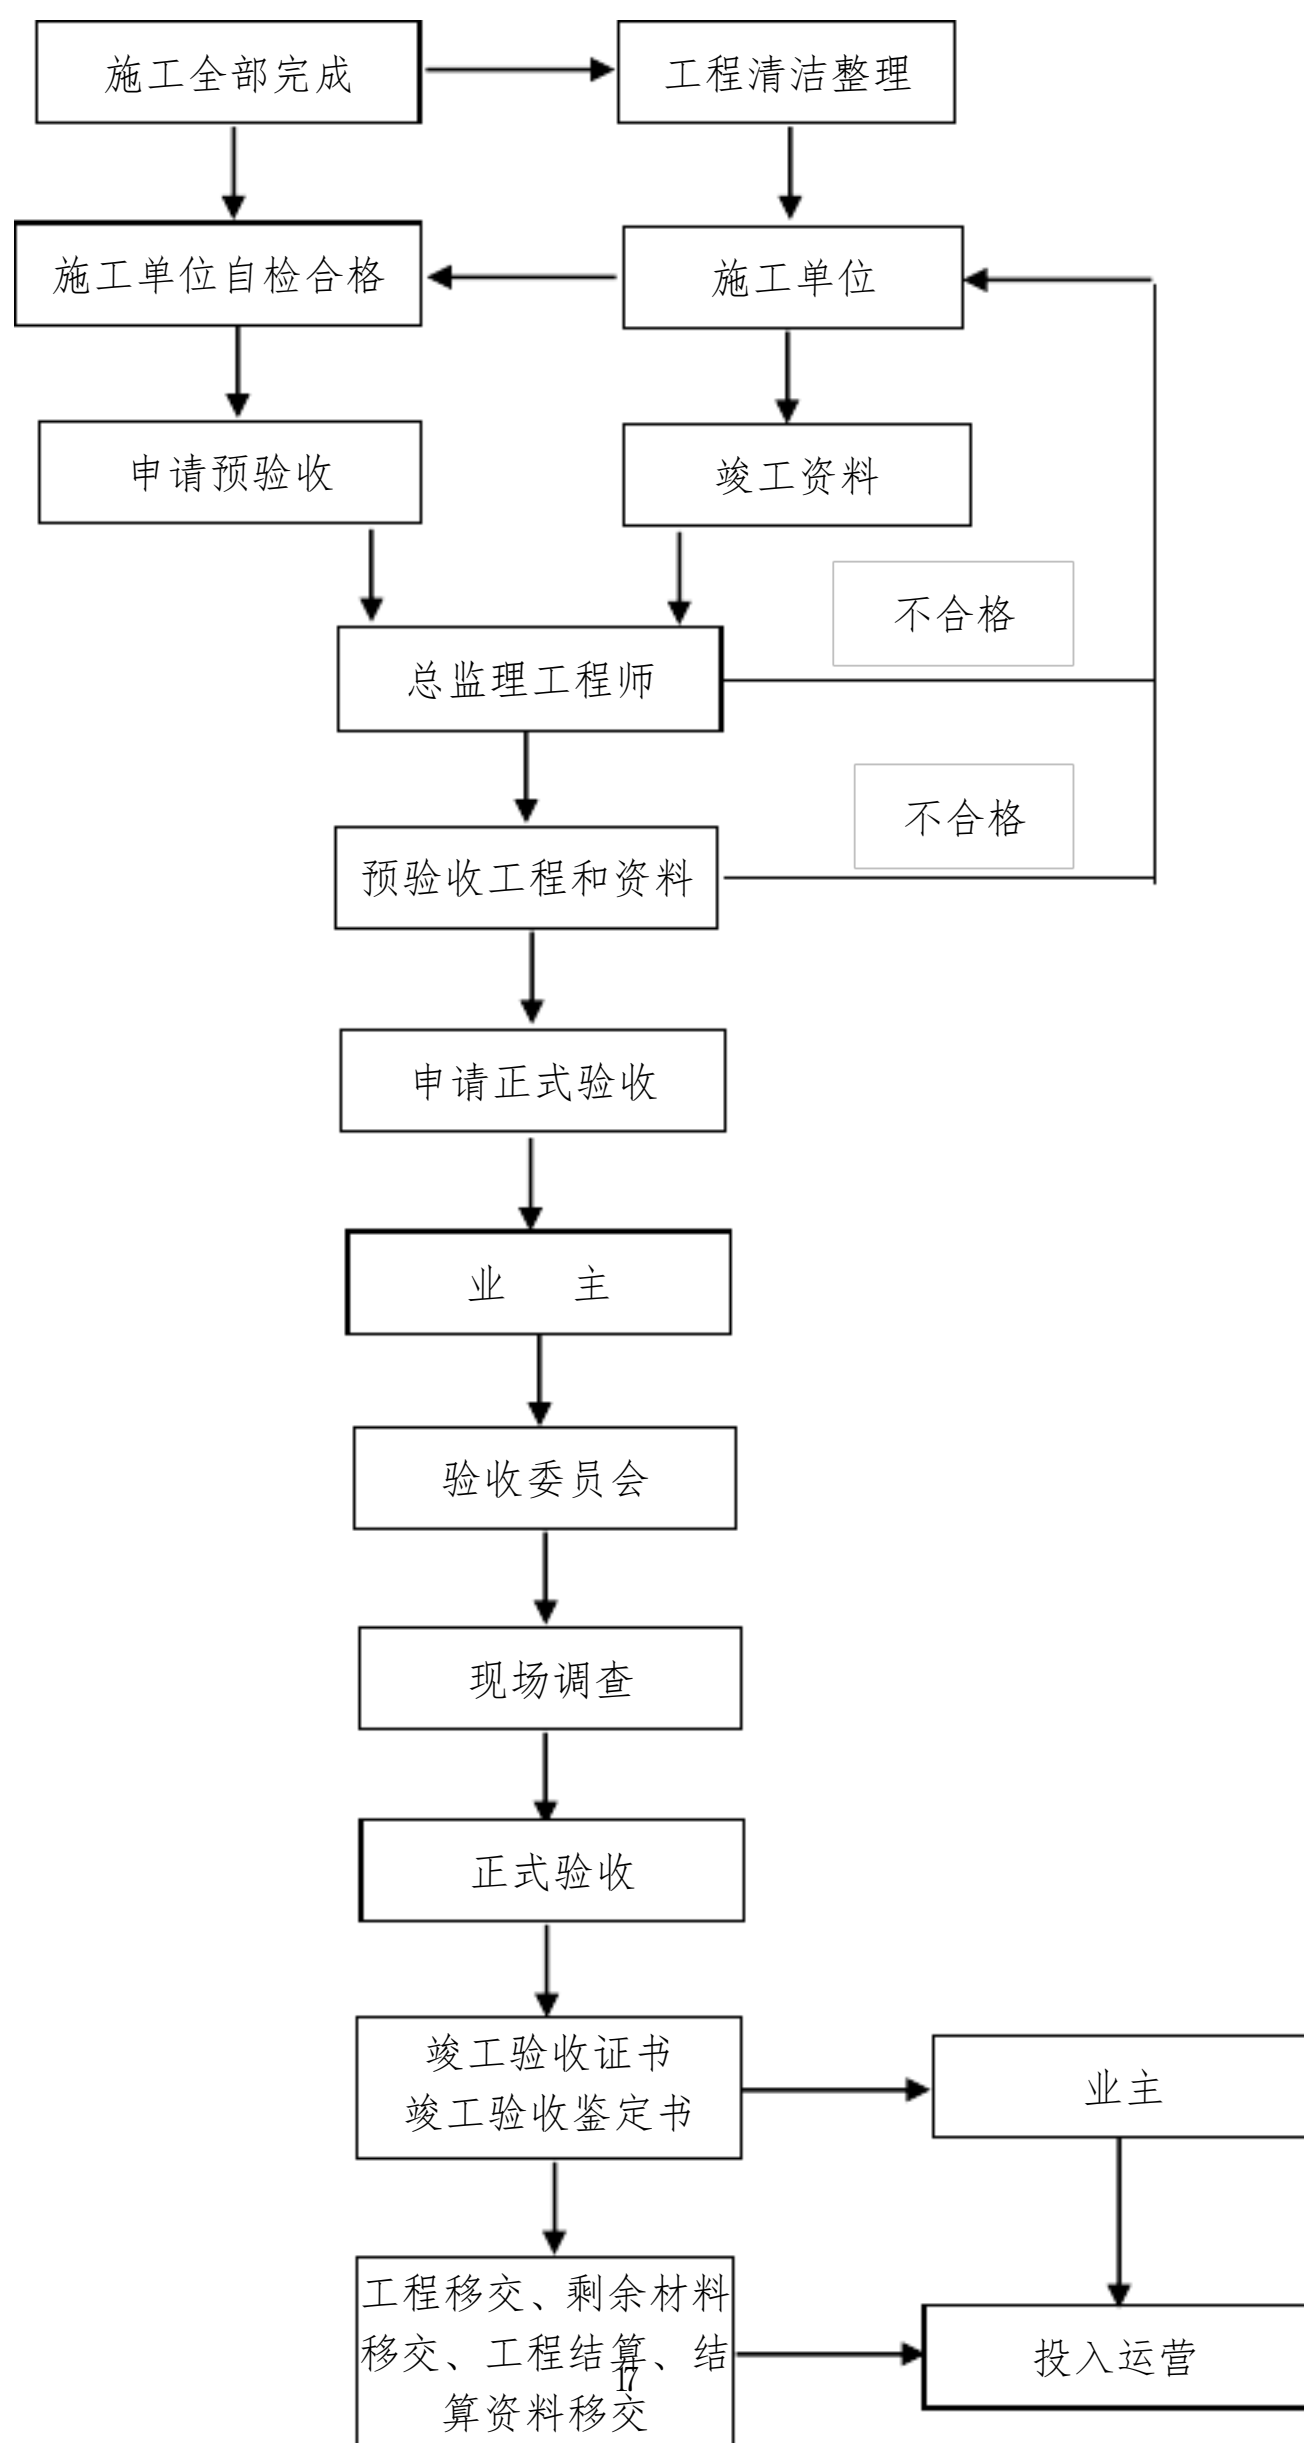 施工全部完成
工程清洁整理
施工单位自检合格
施工单位
申请预验收
竣工资料
不合格
总监理工程师
不合格
预验收工程和资料
申请正式验收
业 主
验收委员会
现场调查
正式验收
竣工验收证书
竣工验收鉴定书
业主
工程移交、剩余材料
移交、工程结算、结
算资料移交
投入运营
17